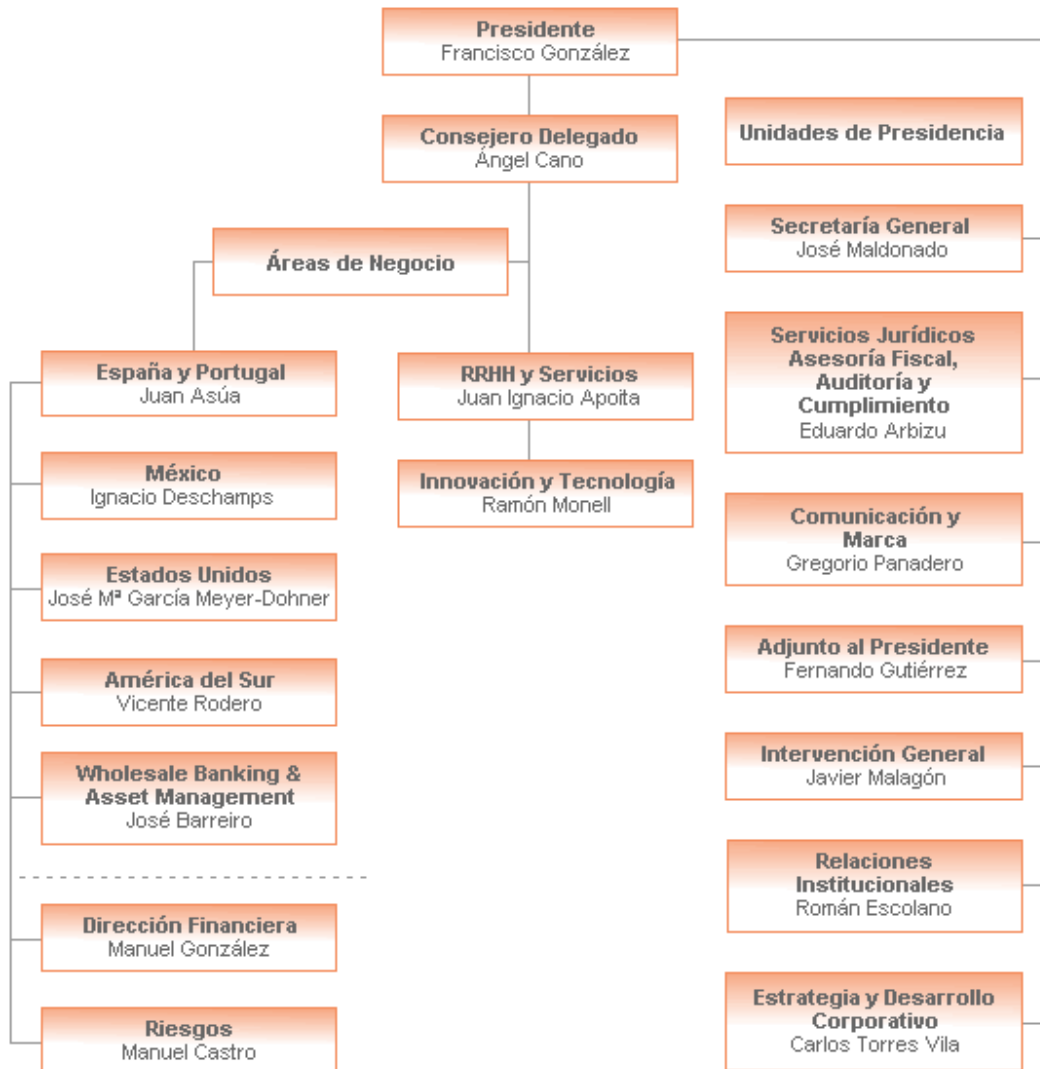 Presidente
Francisco González
Consejero Delegado
Ángel Cano
Áreas de Negocio
España y Portugal
Juan Asúa
México
Ignacio Deschamps
Estados Unidos
José Mª García Meyer-Dohner
América del Sur
Vicente Rodero
Wholesale Banking &
Asset Management
José Barreiro
Dirección Financiera
Manuel González
Riesgos
Manuel Castro
RRHH y Servicios
Juan Ignacio Apoita
Innovación y Tecnología
Ramón Monell
Unidades de Presidencia
Secretaría General
José Maldonado
Servicios Jurídicos
Asesoría Fiscal,
Auditoría y
Cumplimiento
Eduardo Arbizu
Comunicación y
Marca
Gregorio Panadero
Adjunto al Presidente
Fernando Gutiérrez
Intervención General
Javier Malagón
Relaciones
Institucionales
Román Escolano
Estrategia y Desarrollo
Corporativo
Carlos Torres Vila